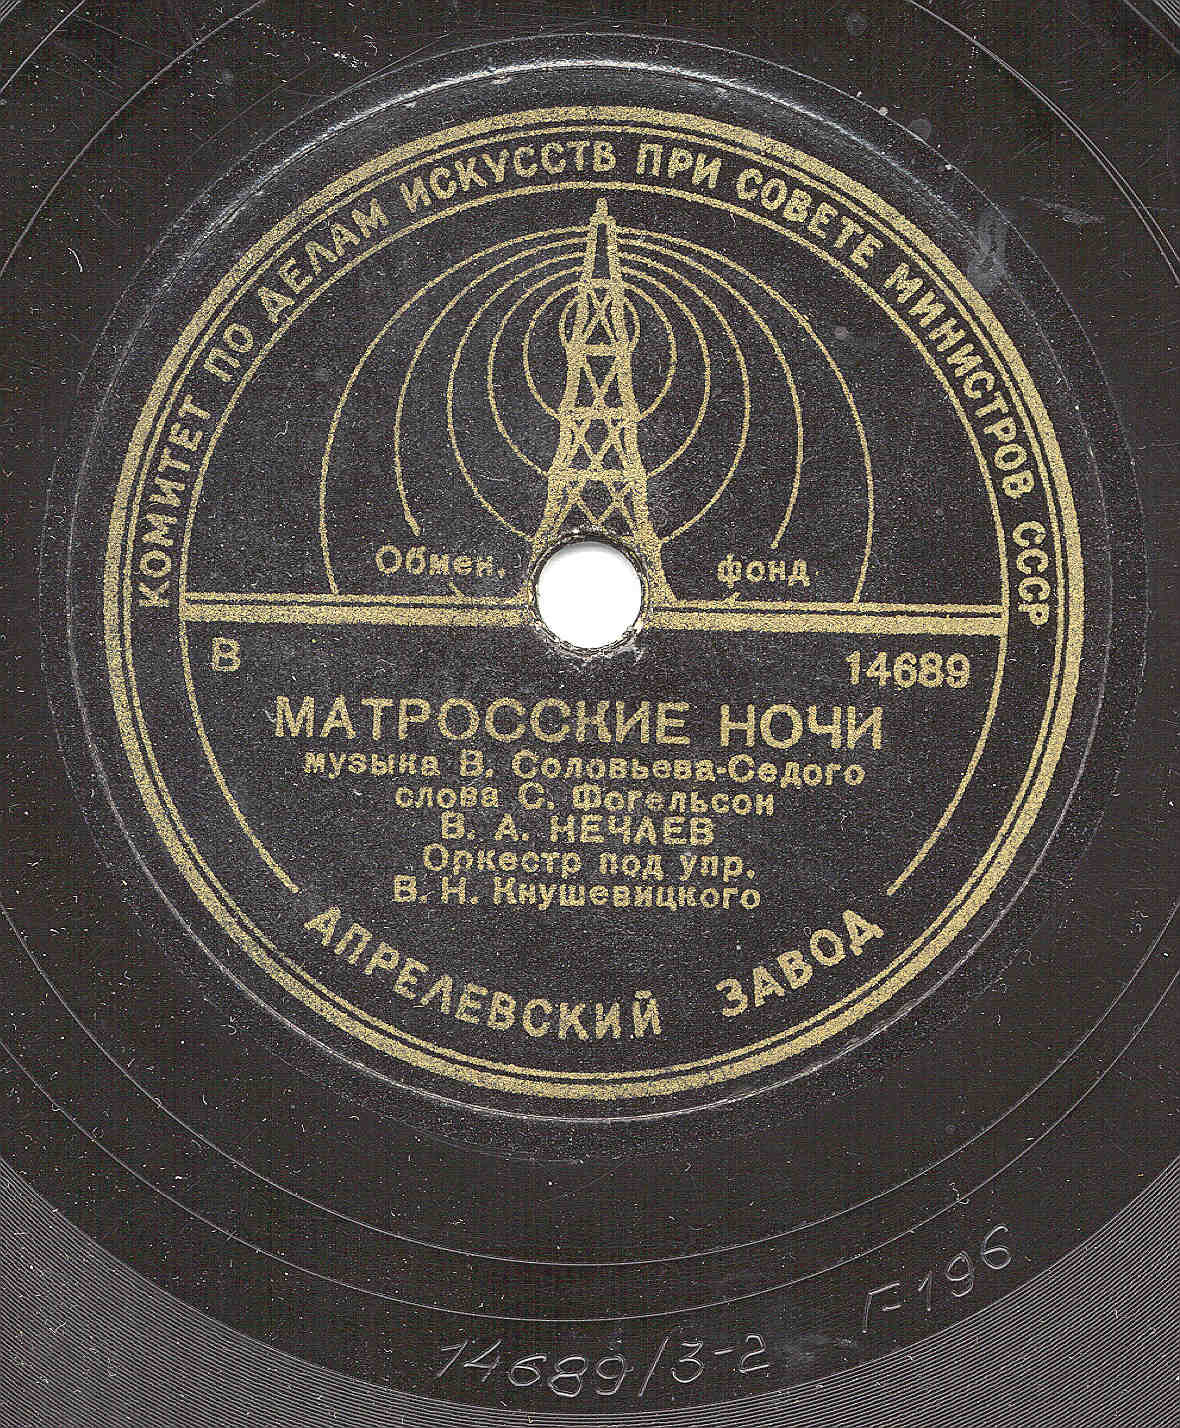 КОМИТЕТ ПО ДЕЛАМ ИСКУССТВ ПРИ СОВЕТЕ МИНИСТРОВ СССР
Обмен. фонд
В 14689
МАТРОССКИЕ НОЧИ
музыка В. Соловьева-Седого
слова С. Фогельсон
В. А. НЕЧАЕВ
Оркестр под упр.
В. Н. Кнушевицкого
АПРЕЛЕВСКИЙ ЗАВОД
14689/3-2
Г-196